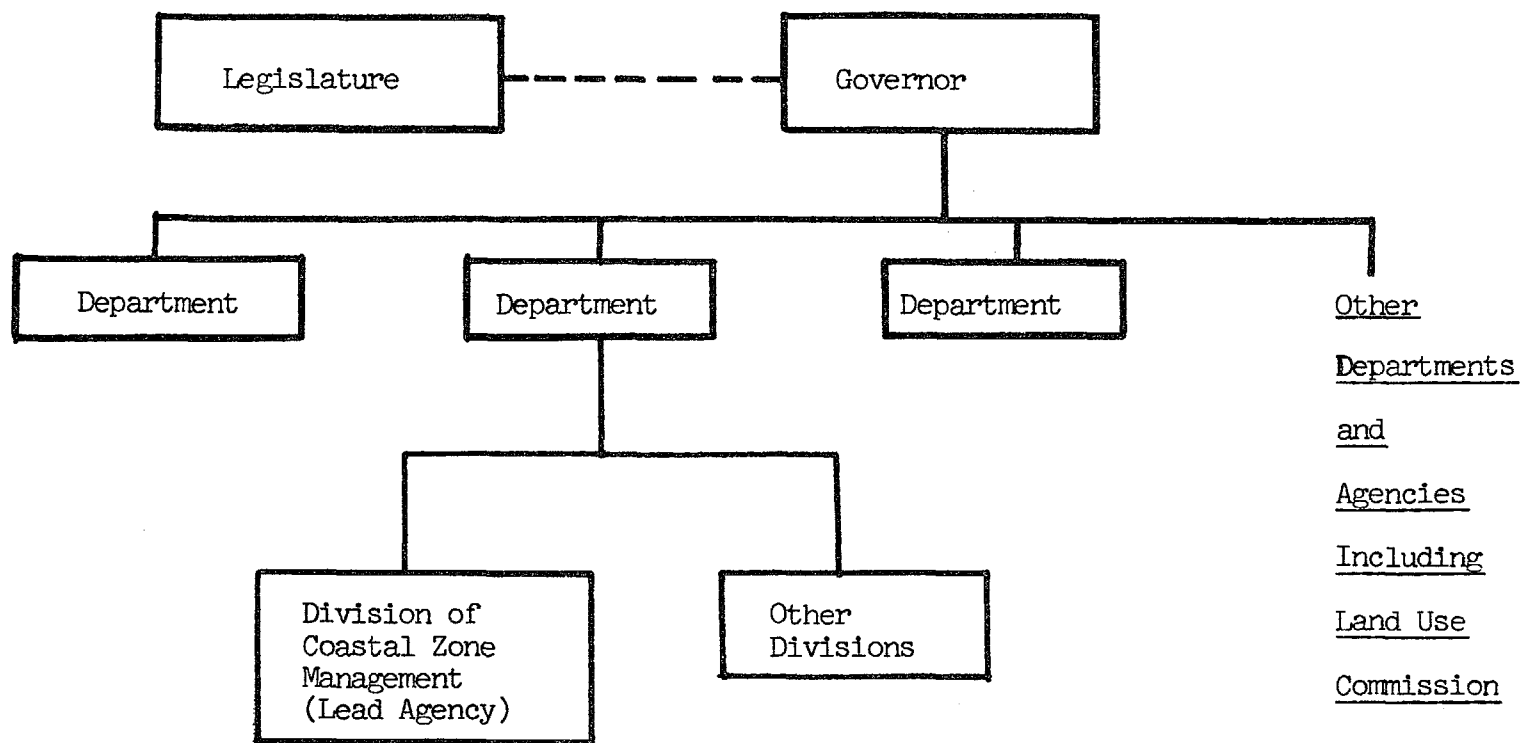 Legislature
Governor
Department
Department
Department
Other
Departments
and
Agencies
Including
Land Use
Commission
Division of
Coastal Zone
Management
(Lead Agency)
Other
Divisions